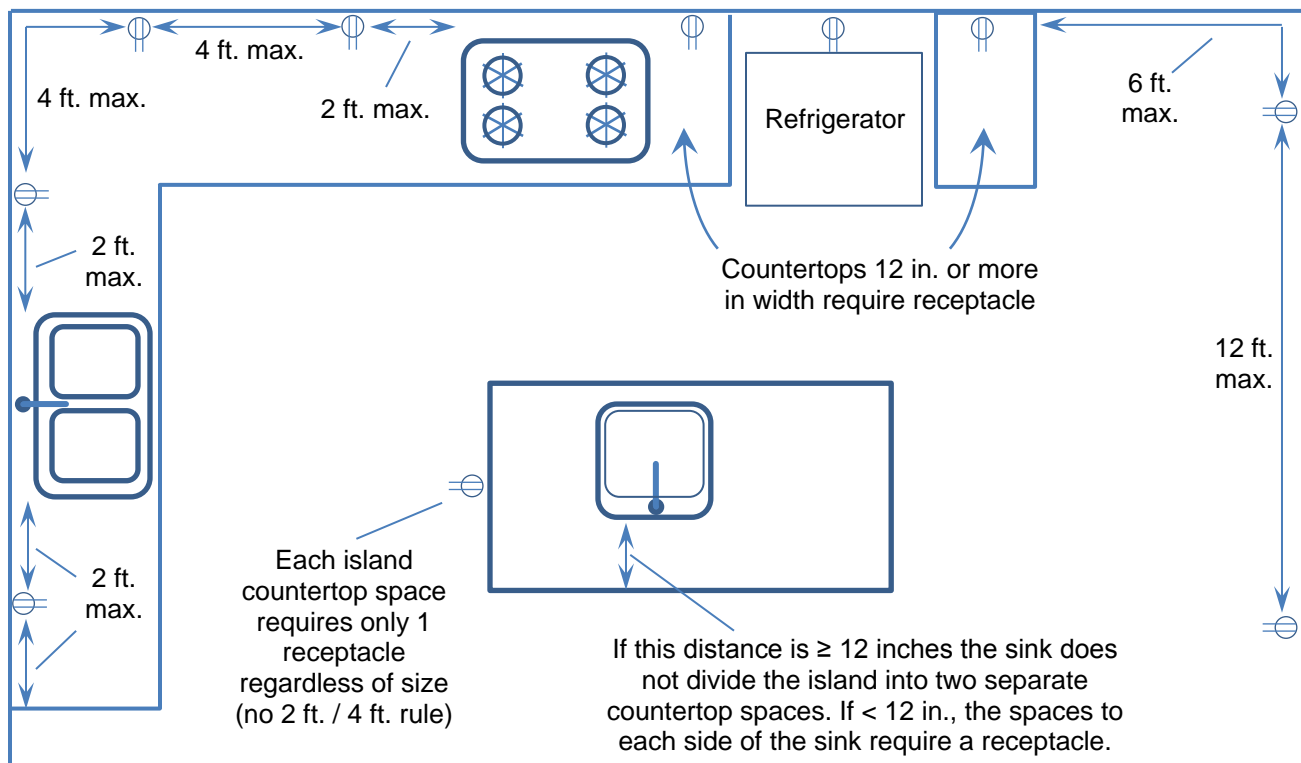 4 ft. max.
2 ft. max.
4 ft. max.
Refrigerator
6 ft.
max.
2 ft.
max.
Countertops 12 in. or more
in width require receptacle
12 ft.
max.
Each island
countertop space
requires only 1
receptacle
regardless of size
(no 2 ft. / 4 ft. rule)
2 ft.
max.
If this distance is ≥ 12 inches the sink does
not divide the island into two separate
countertop spaces. If < 12 in., the spaces to
each side of the sink require a receptacle.